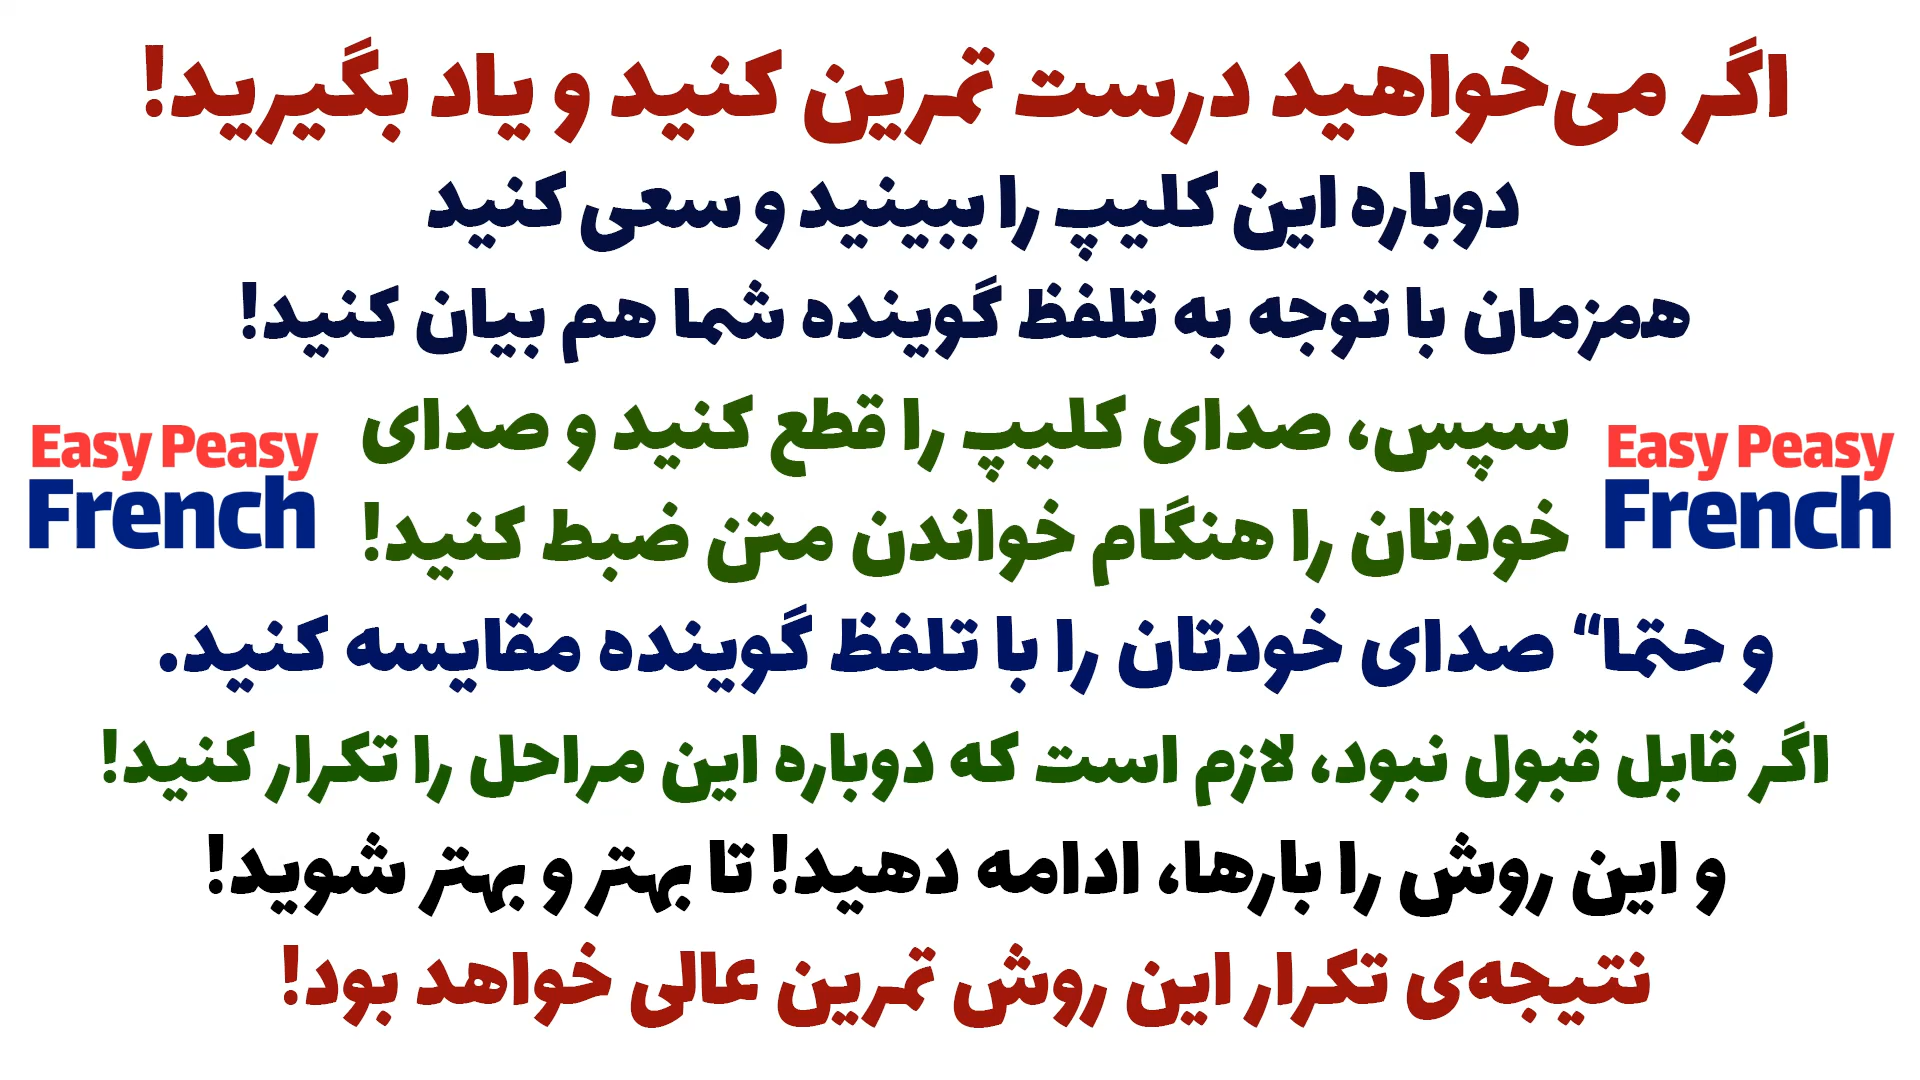 اگر می‌خواهید درست تمرین کنید و یاد بگیرید!
دوباره این کلیپ را ببینید و سعی کنید
همزمان با توجه به تلفظ گوینده شما هم بیان کنید!
سپس، صدای کلیپ را قطع کنید و صدای
خودتان را هنگام خواندن متن ضبط کنید!
Easy Peasy
French
Easy Peasy
French
و حتما“ صدای خودتان را با تلفظ گوینده مقایسه کنید.
اگر قابل قبول نبود، لازم است که دوباره این مراحل را تکرار کنید!
و این روش را بارها، ادامه دهید! تا بهتر و بهتر شوید!
نتیجه‌ی تکرار این روش تمرین عالی خواهد بود!